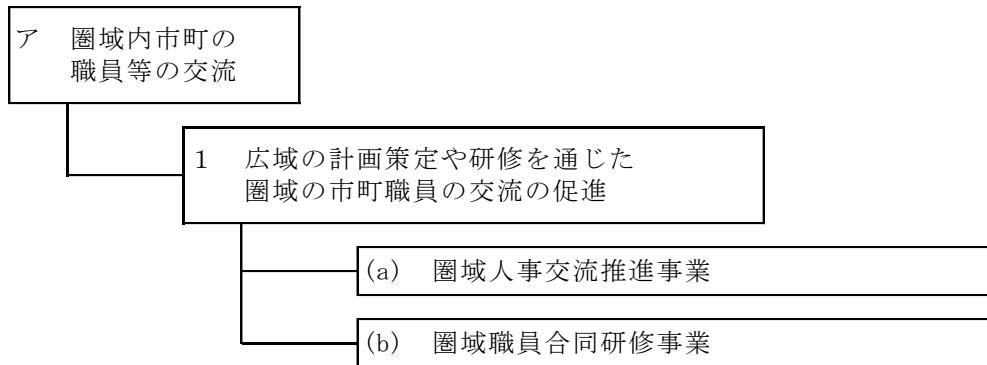 ア 圏域内市町の
職員等の交流
1 広域の計画策定や研修を通じた
圏域の市町職員の交流の促進
(a) 圏域人事交流推進事業
(b) 圏域職員合同研修事業